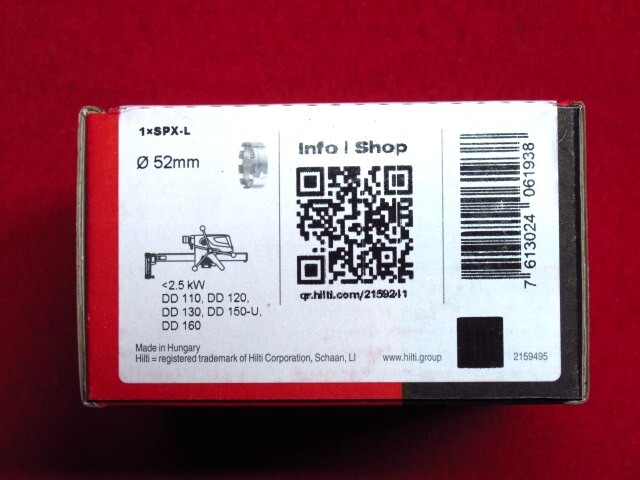 1×SPX-L
Ø 52mm
<2.5 kW
DD 110, DD 120,
DD 130, DD 150-U,
DD 160
Info | Shop
qr.hilti.com/2159241
7 613024 061938
Made in Hungary
Hilti = registered trademark of Hilti Corporation, Schaan, LI
www.hilti.group
2159495